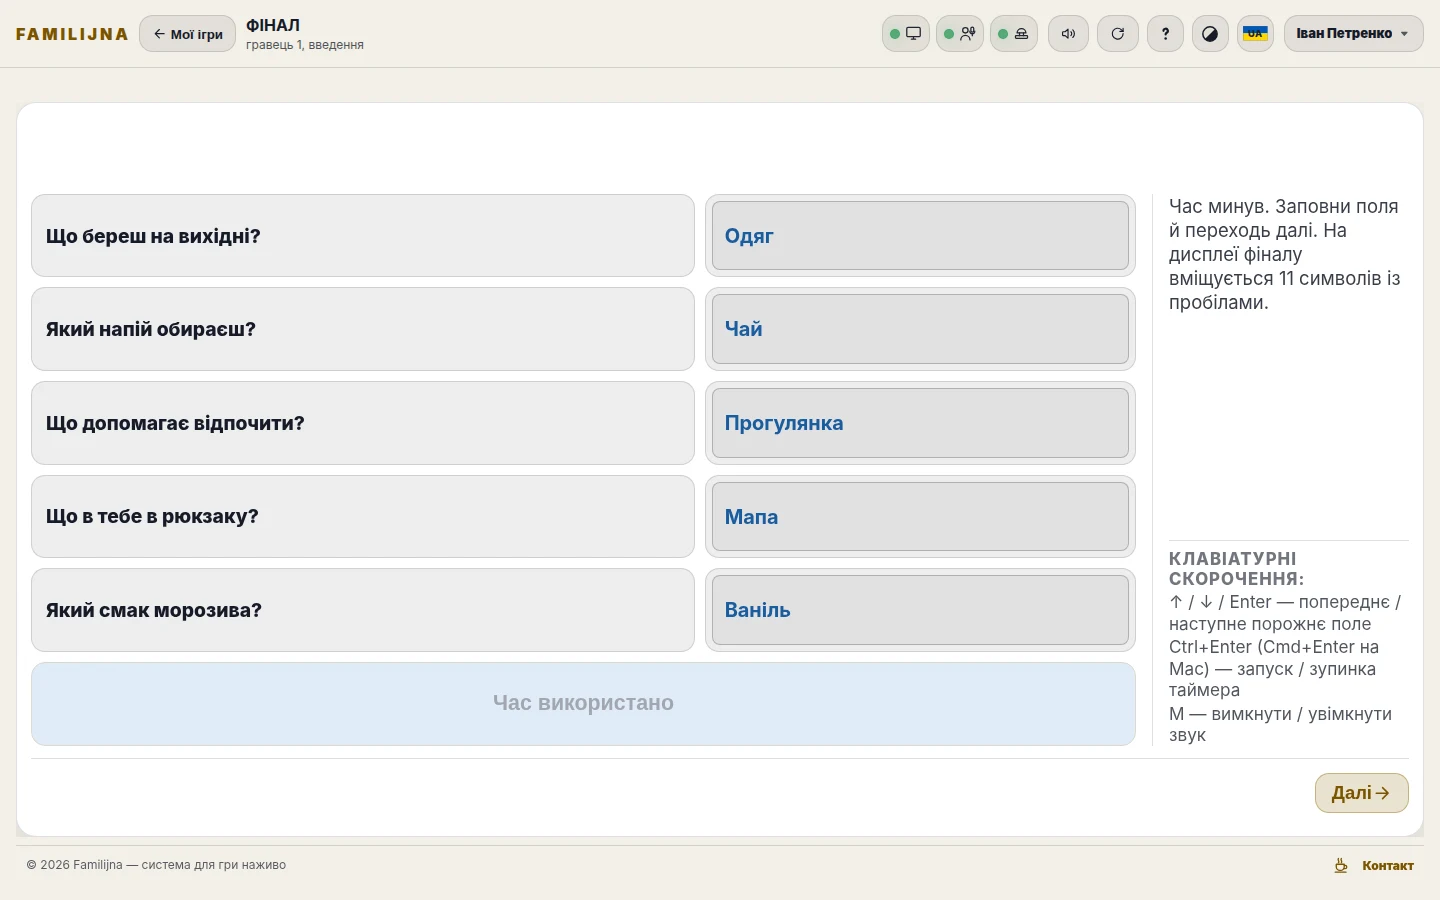 FAMILIJNA
← Мої ігри
ФІНАЛ
гравець 1, введення
?
UA
Іван Петренко
Що береш на вихідні?
Одяг
Який напій обираєш?
Чай
Що допомагає відпочити?
Прогулянка
Що в тебе в рюкзаку?
Мапа
Який смак морозива?
Ваніль
Час використано
Час минув. Заповни поля
й переходь далі. На
дисплеї фіналу
вміщується 11 символів із
пробілами.
КЛАВІАТУРНІ
СКОРОЧЕННЯ:
↑ / ↓ / Enter — попереднє /
наступне порожнє поле
Ctrl+Enter (Cmd+Enter на
Mac) — запуск / зупинка
таймера
M — вимкнути / увімкнути
звук
Далі →
© 2026 Familijna — система для гри наживо
Контакт